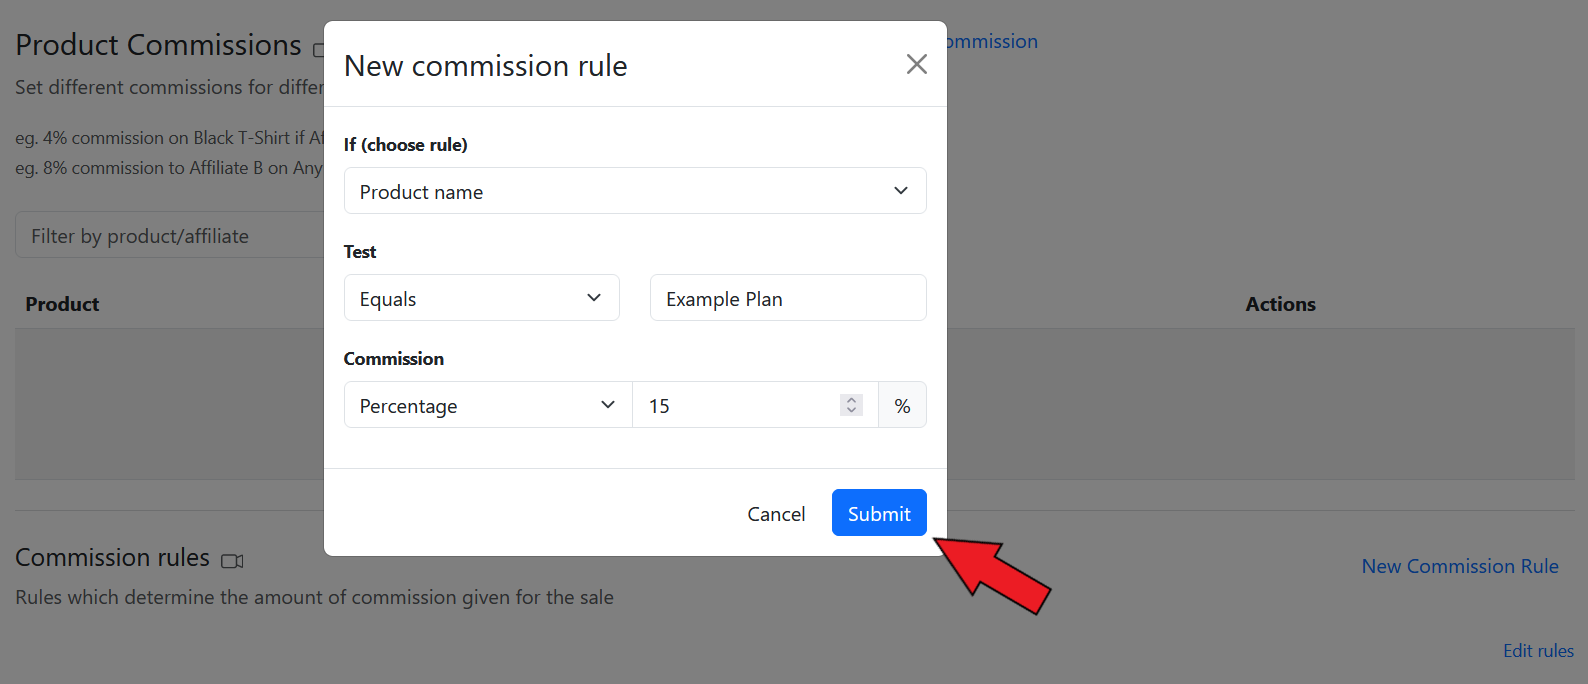 Product Commissions
ommission
Set different commissions for differ
eg. 4% commission on Black T-Shirt if Af
eg. 8% commission to Affiliate B on Any
Filter by product/affiliate
Product
Actions
New commission rule
If (choose rule)
Product name
Test
Equals
Example Plan
Commission
Percentage
15
%
Cancel
Submit
Commission rules
New Commission Rule
Rules which determine the amount of commission given for the sale
Edit rules